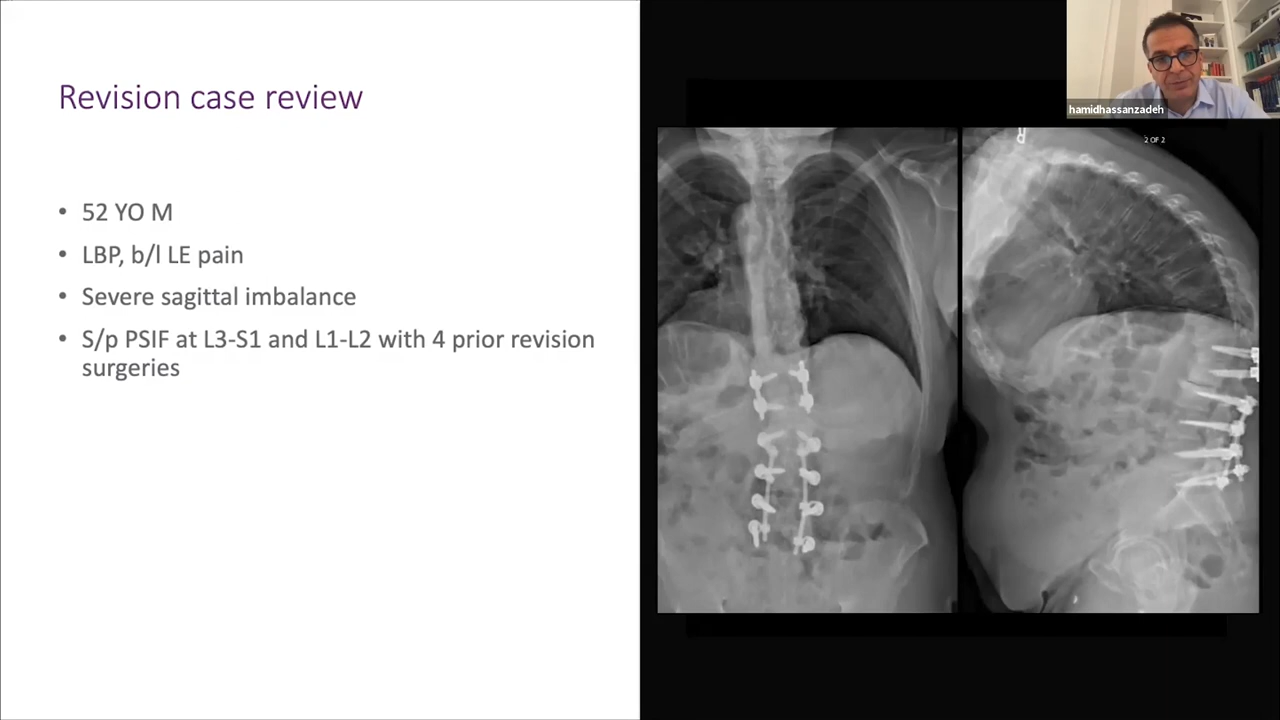 Revision case review
• 52 YO M
• LBP, b/l LE pain
• Severe sagittal imbalance
• S/p PSIF at L3-S1 and L1-L2 with 4 prior revision
surgeries
hamidhassanzadeh
R
2 OF 2